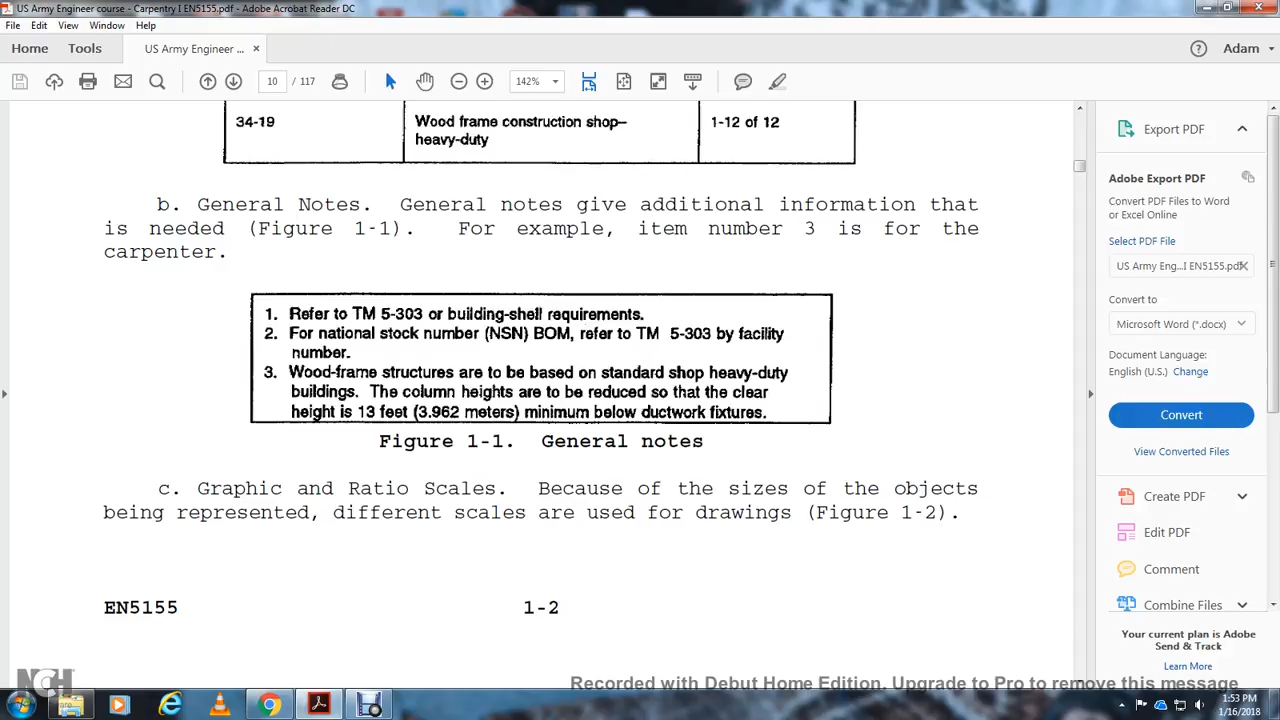 US Army Engineer course - Carpentry I EN5155.pdf - Adobe Acrobat Reader DC
File Edit View Window Help
Home Tools US Army Engineer ... × Adam
10 / 117 142%
34-19 Wood frame construction shop-- 1-12 of 12
heavy-duty
b. General Notes. General notes give additional information that
is needed (Figure 1-1). For example, item number 3 is for the
carpenter.
1. Refer to TM 5-303 or building-shell requirements.
2. For national stock number (NSN) BOM, refer to TM 5-303 by facility
number.
3. Wood-frame structures are to be based on standard shop heavy-duty
buildings. The column heights are to be reduced so that the clear
height is 13 feet (3.962 meters) minimum below ductwork fixtures.
Figure 1-1. General notes
c. Graphic and Ratio Scales. Because of the sizes of the objects
being represented, different scales are used for drawings (Figure 1-2).
EN5155 1-2
Export PDF
Adobe Export PDF
Convert PDF Files to Word
or Excel Online
Select PDF File
US Army Eng...I EN5155.pdf
Convert to
Microsoft Word (*.docx)
Document Language:
English (U.S.) Change
Convert
View Converted Files
Create PDF
Edit PDF
Comment
Combine Files
Your current plan is Adobe
Send & Track
Learn More
NCH
Recorded with Debut Home Edition. Upgrade to Pro to remove this message
1:53 PM
1/16/2018